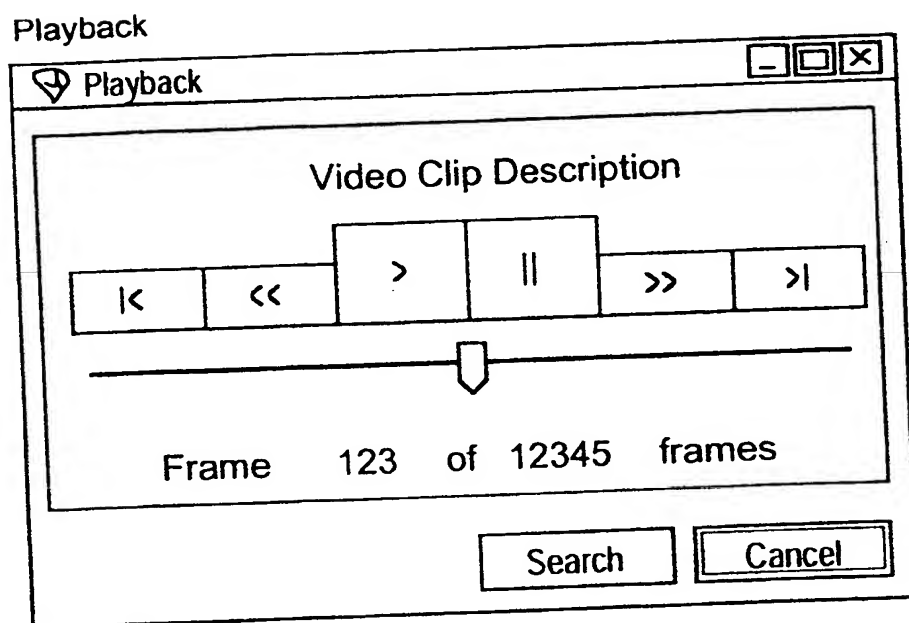 Playback
Playback
Video Clip Description
|< << > || >> >|
Frame 123 of 12345 frames
Search Cancel